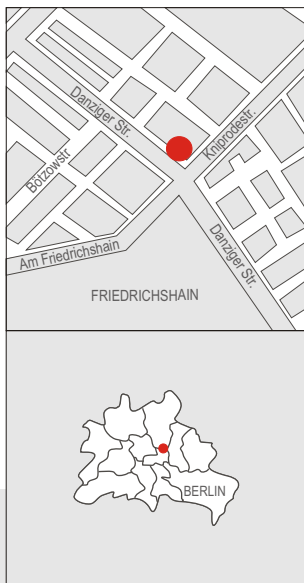 Danziger Str.
Kniprodestr.
Bötzowstr.
Am Friedrichshain
Danziger Str.
FRIEDRICHSHAIN
BERLIN